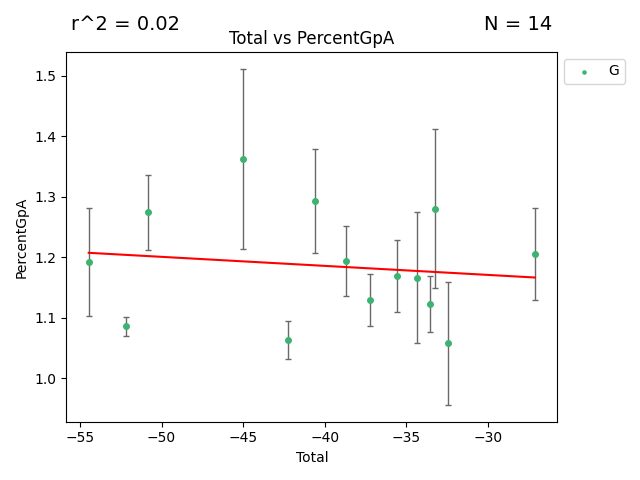 r^2 = 0.02
N = 14
Total vs PercentGpA
G
1.5
1.4
1.3
1.2
1.1
1.0
PercentGpA
−55
−50
−45
−40
−35
−30
Total